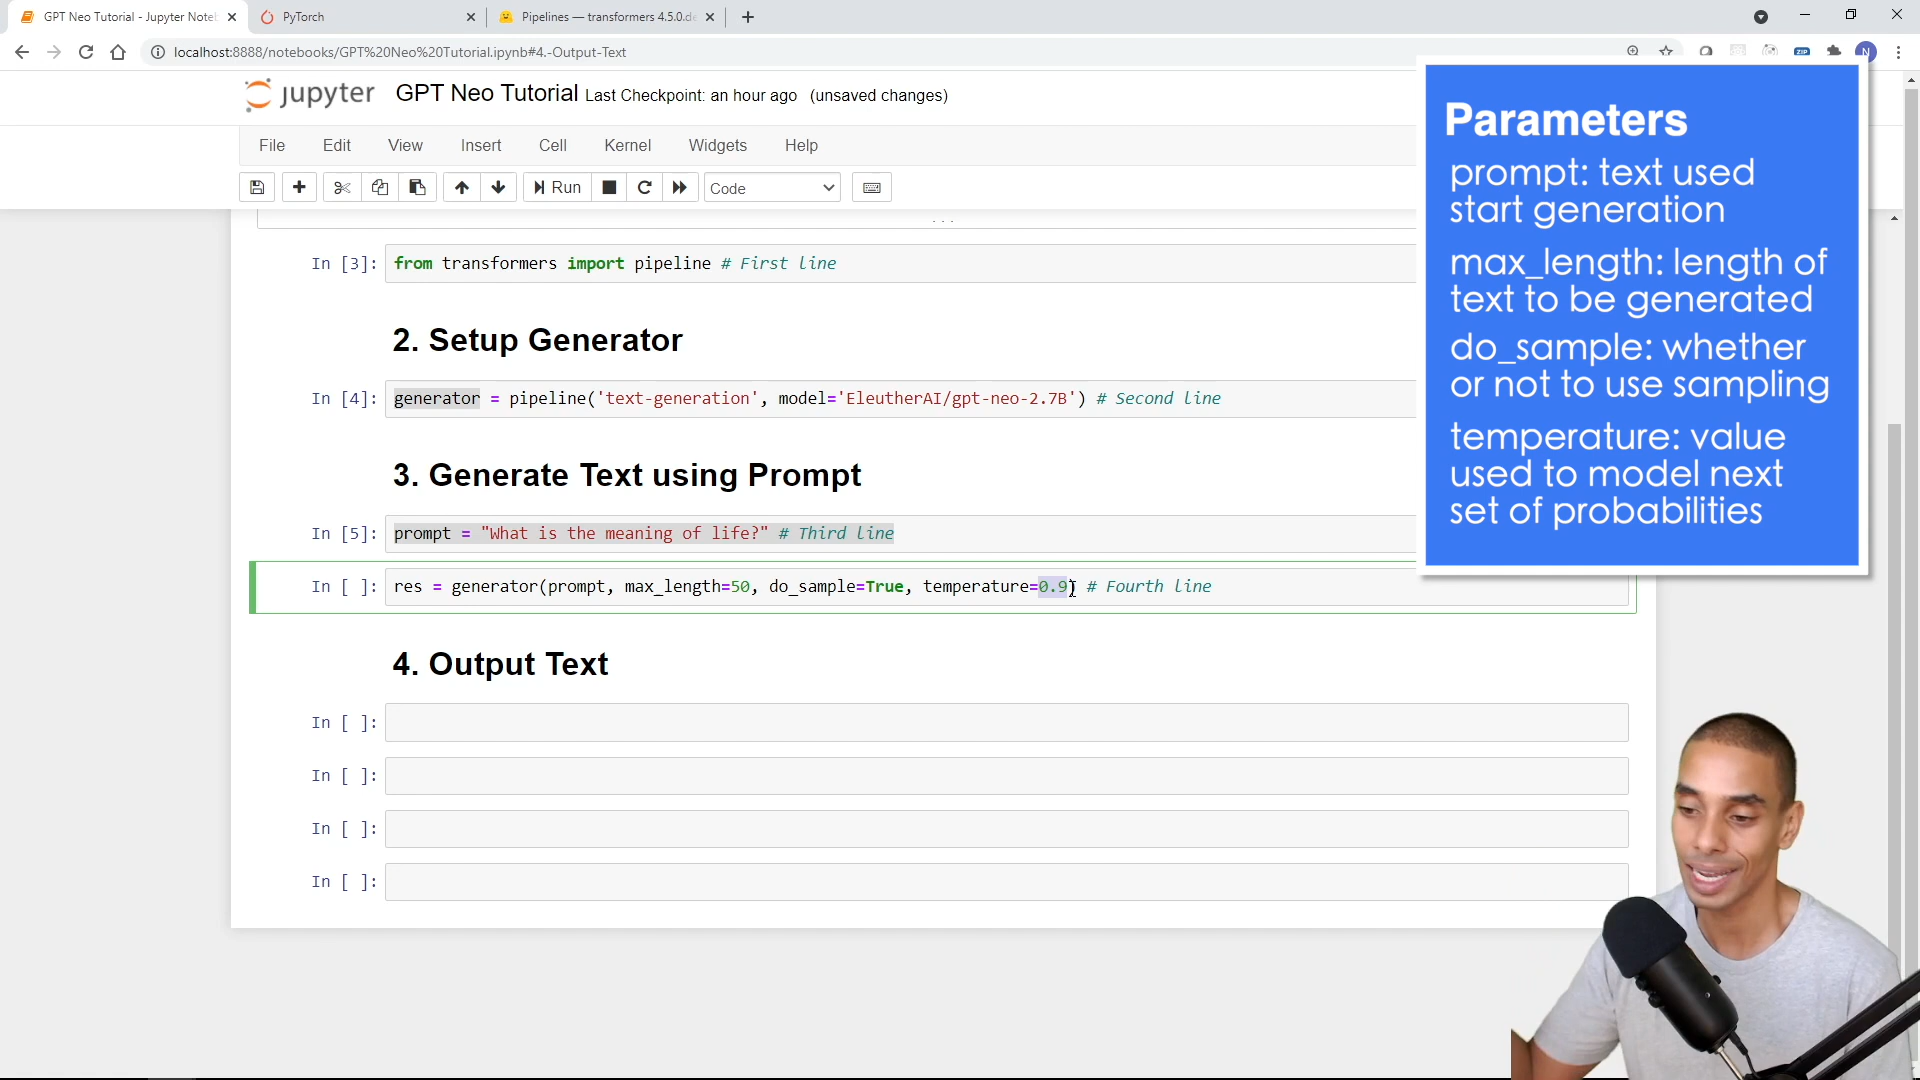 GPT Neo Tutorial - Jupyter Note
PyTorch
Pipelines — transformers 4.5.0.de
localhost:8888/notebooks/GPT%20Neo%20Tutorial.ipynb#4.-Output-Text
ZIP
N
jupyter
GPT Neo Tutorial Last Checkpoint: an hour ago (unsaved changes)
File Edit View Insert Cell Kernel Widgets Help
Run
Code
In [3]: from transformers import pipeline # First line
2. Setup Generator
In [4]: generator = pipeline('text-generation', model='EleutherAI/gpt-neo-2.7B') # Second line
3. Generate Text using Prompt
In [5]: prompt = "What is the meaning of life?" # Third line
In [ ]: res = generator(prompt, max_length=50, do_sample=True, temperature=0.9) # Fourth line
4. Output Text
In [ ]:
In [ ]:
In [ ]:
In [ ]:
Parameters
prompt: text used
start generation
max_length: length of
text to be generated
do_sample: whether
or not to use sampling
temperature: value
used to model next
set of probabilities